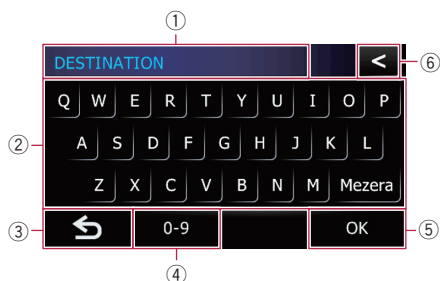 ①
DESTINATION < ⑥
Q W E R T Y U I O P
② A S D F G H J K L
Z X C V B N M Mezera
③ 0-9 OK ⑤
④